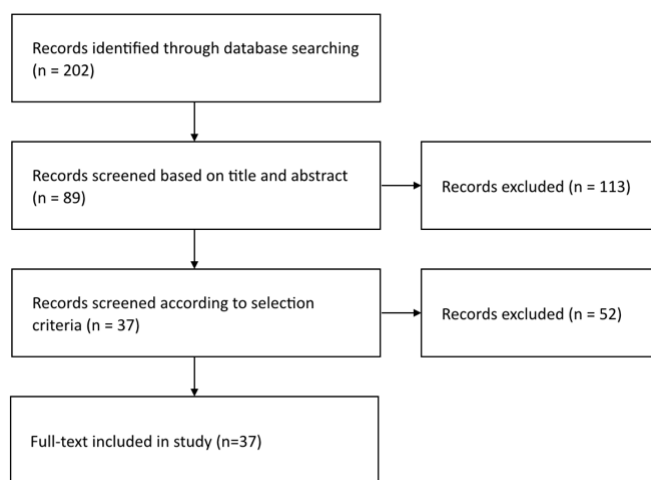 Records identified through database searching
(n = 202)
Records screened based on title and abstract
(n = 89)
Records excluded (n = 113)
Records screened according to selection
criteria (n = 37)
Records excluded (n = 52)
Full-text included in study (n=37)